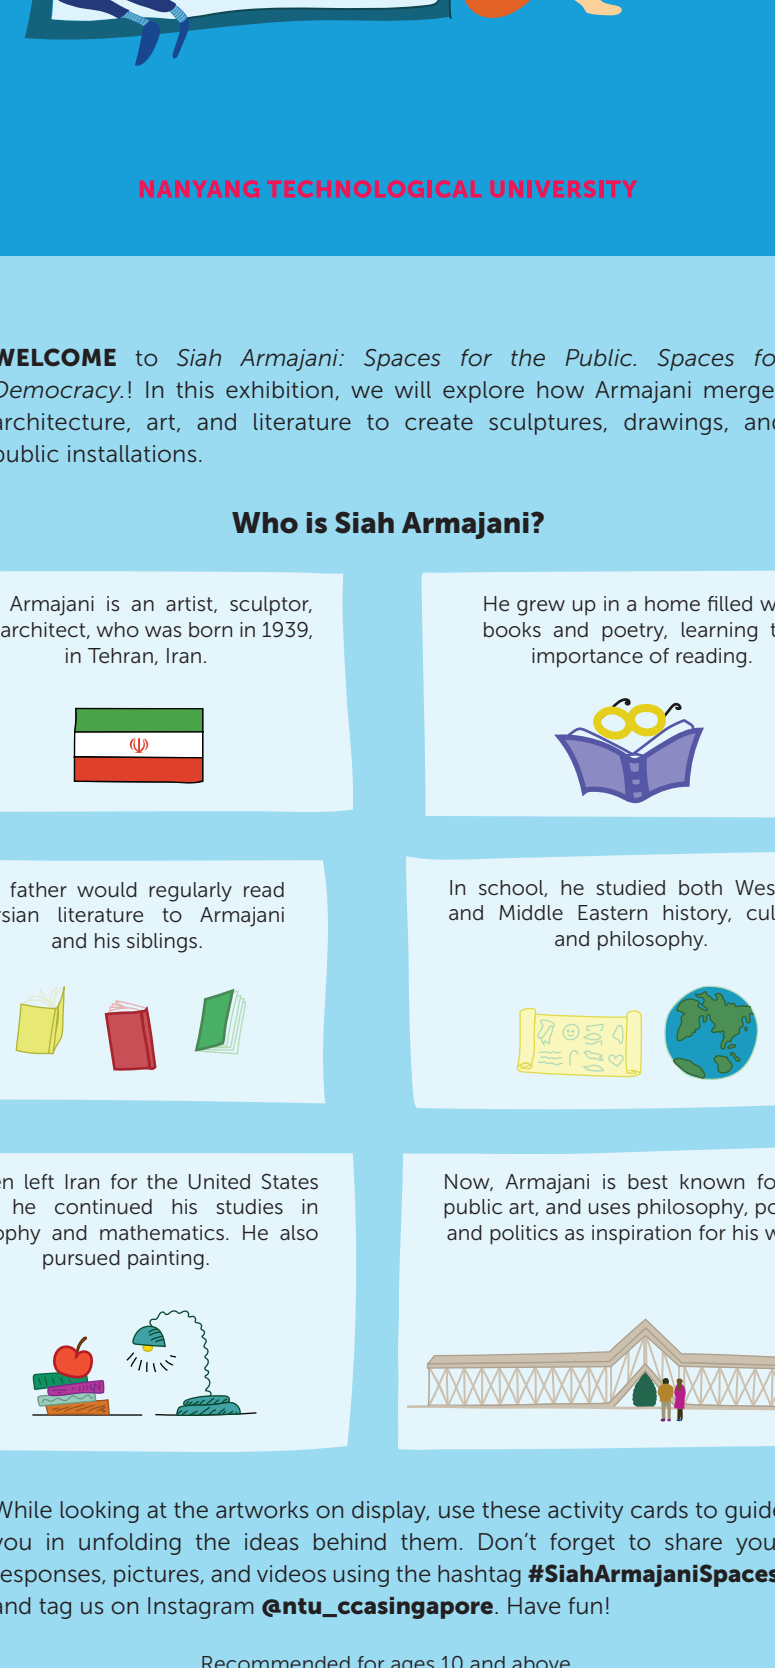 NANYANG TECHNOLOGICAL UNIVERSITY
WELCOME to Siah Armajani: Spaces for the Public. Spaces fo
Democracy.! In this exhibition, we will explore how Armajani merge
architecture, art, and literature to create sculptures, drawings, and
public installations.
Who is Siah Armajani?
Armajani is an artist, sculptor,
architect, who was born in 1939,
in Tehran, Iran.
He grew up in a home filled w
books and poetry, learning t
importance of reading.
father would regularly read
rsian literature to Armajani
and his siblings.
In school, he studied both Wes
and Middle Eastern history, cul
and philosophy.
en left Iran for the United States
he continued his studies in
ophy and mathematics. He also
pursued painting.
Now, Armajani is best known fo
public art, and uses philosophy, po
and politics as inspiration for his w
While looking at the artworks on display, use these activity cards to guide
you in unfolding the ideas behind them. Don't forget to share you
responses, pictures, and videos using the hashtag #SiahArmajaniSpaces
and tag us on Instagram @ntu_ccasingapore. Have fun!
Recommended for ages 10 and above